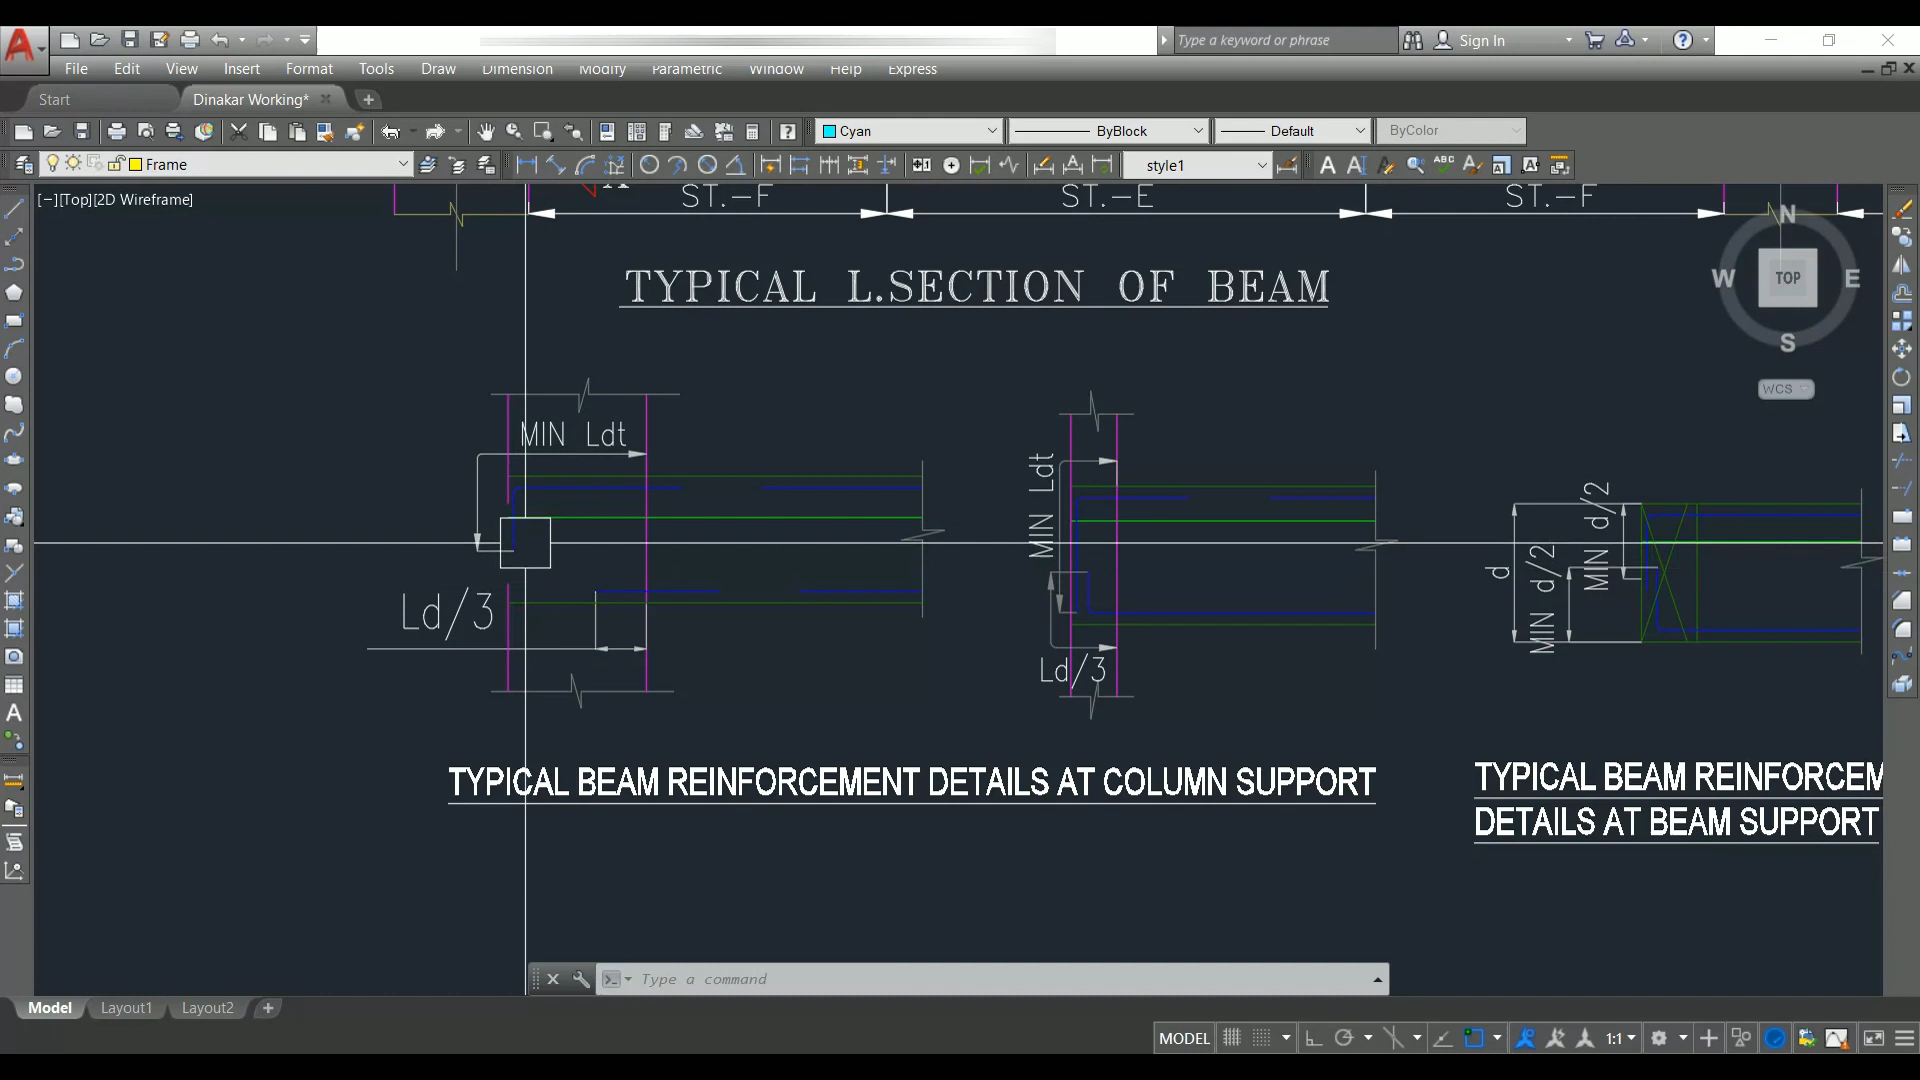 Type a keyword or phrase
Sign In
File Edit View Insert Format Tools Draw Dimension Modify Parametric Window Help Express
Start
Dinakar Working*
Cyan
ByBlock
Default
ByColor
Frame
style1
[−][Top][2D Wireframe]
ST.-F
ST.-E
ST.-F
N
W
TOP
E
S
WCS
TYPICAL L.SECTION OF BEAM
MIN Ldt
Ld/3
MIN Ldt
Ld/3
d
MIN d/2
MIN d/2
TYPICAL BEAM REINFORCEMENT DETAILS AT COLUMN SUPPORT
TYPICAL BEAM REINFORCEM
DETAILS AT BEAM SUPPORT
Type a command
Model Layout1 Layout2
MODEL
1:1